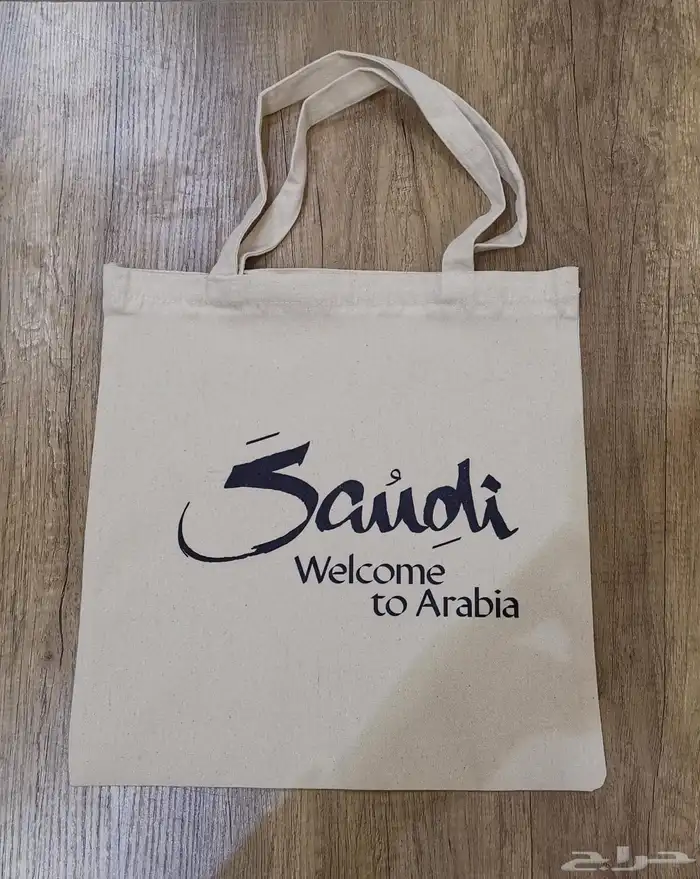 Saudi
Welcome
to Arabia
حراج